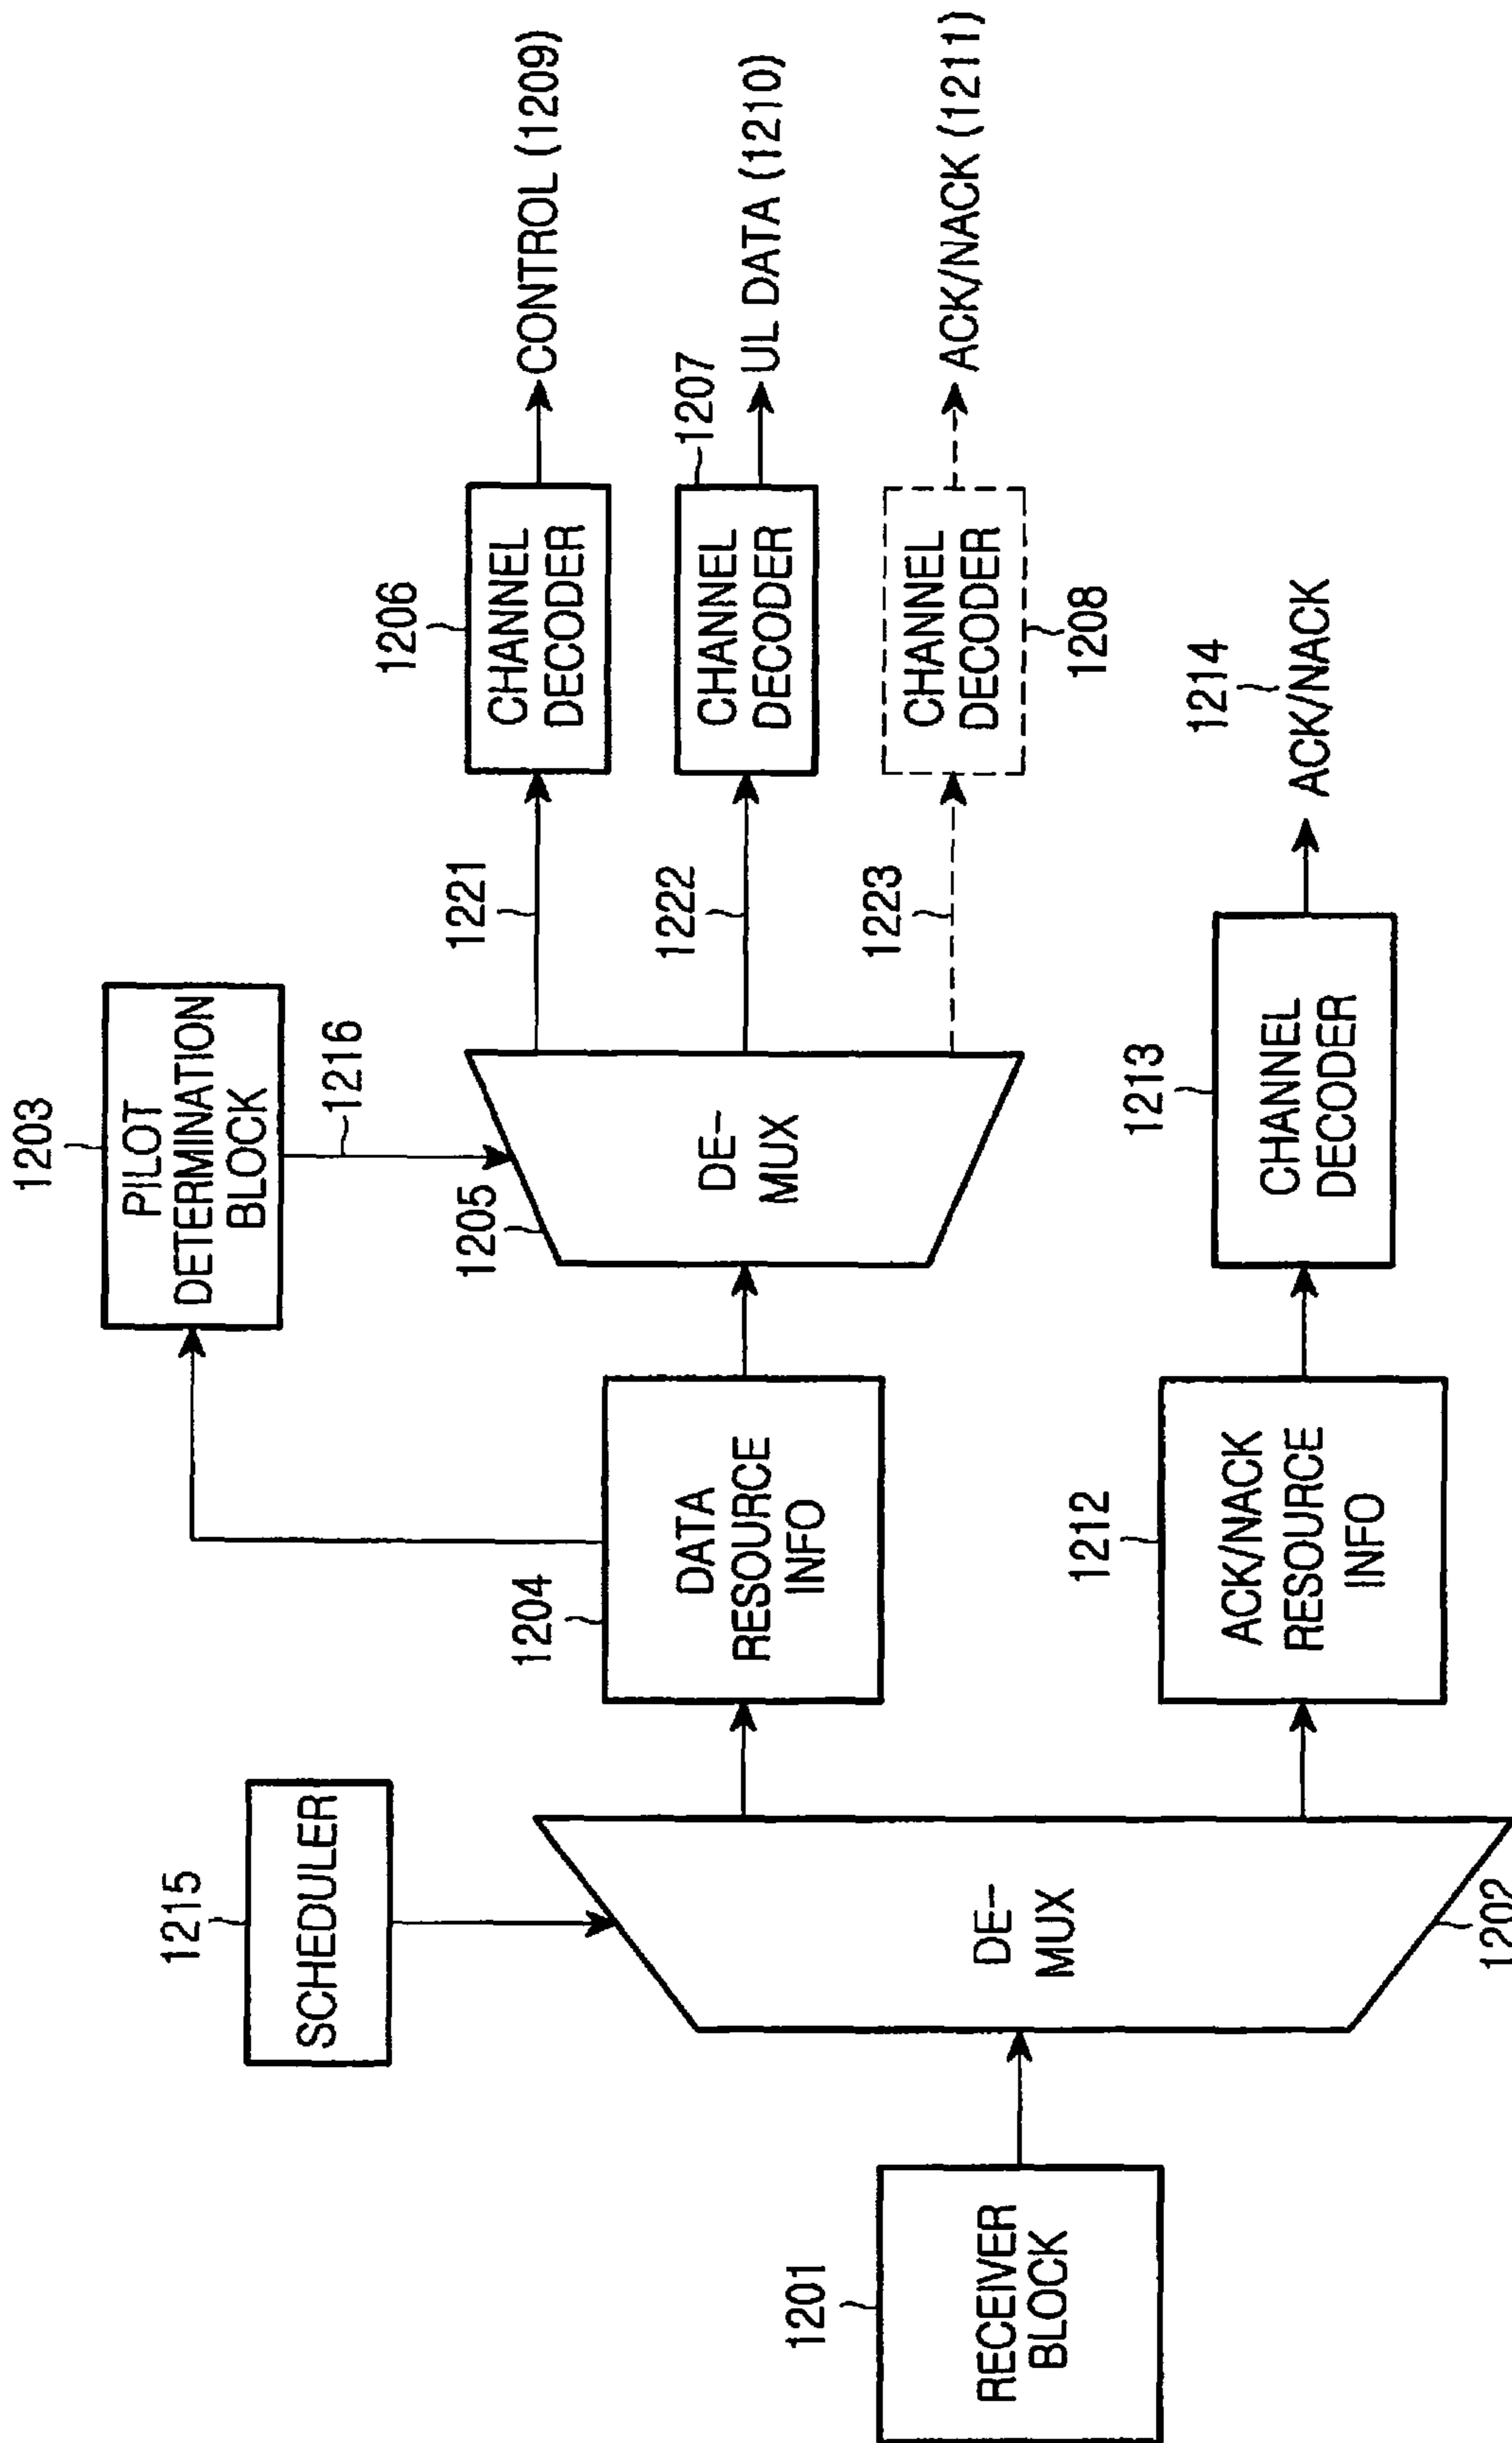 1203
PILOT
DETERMINATION
BLOCK
1216
1215
SCHEDULER
1206
CHANNEL
DECODER
CONTROL (1209)
1221
1205
DE-
MUX
1204
DATA
RESOURCE
INFO
1222
1207
CHANNEL
DECODER
UL DATA (1210)
1223
CHANNEL
DECODER
1208
ACK/NACK (1211)
1201
RECEIVER
BLOCK
DE-
MUX
1202
1212
ACK/NACK
RESOURCE
INFO
1213
CHANNEL
DECODER
1214
ACK/NACK